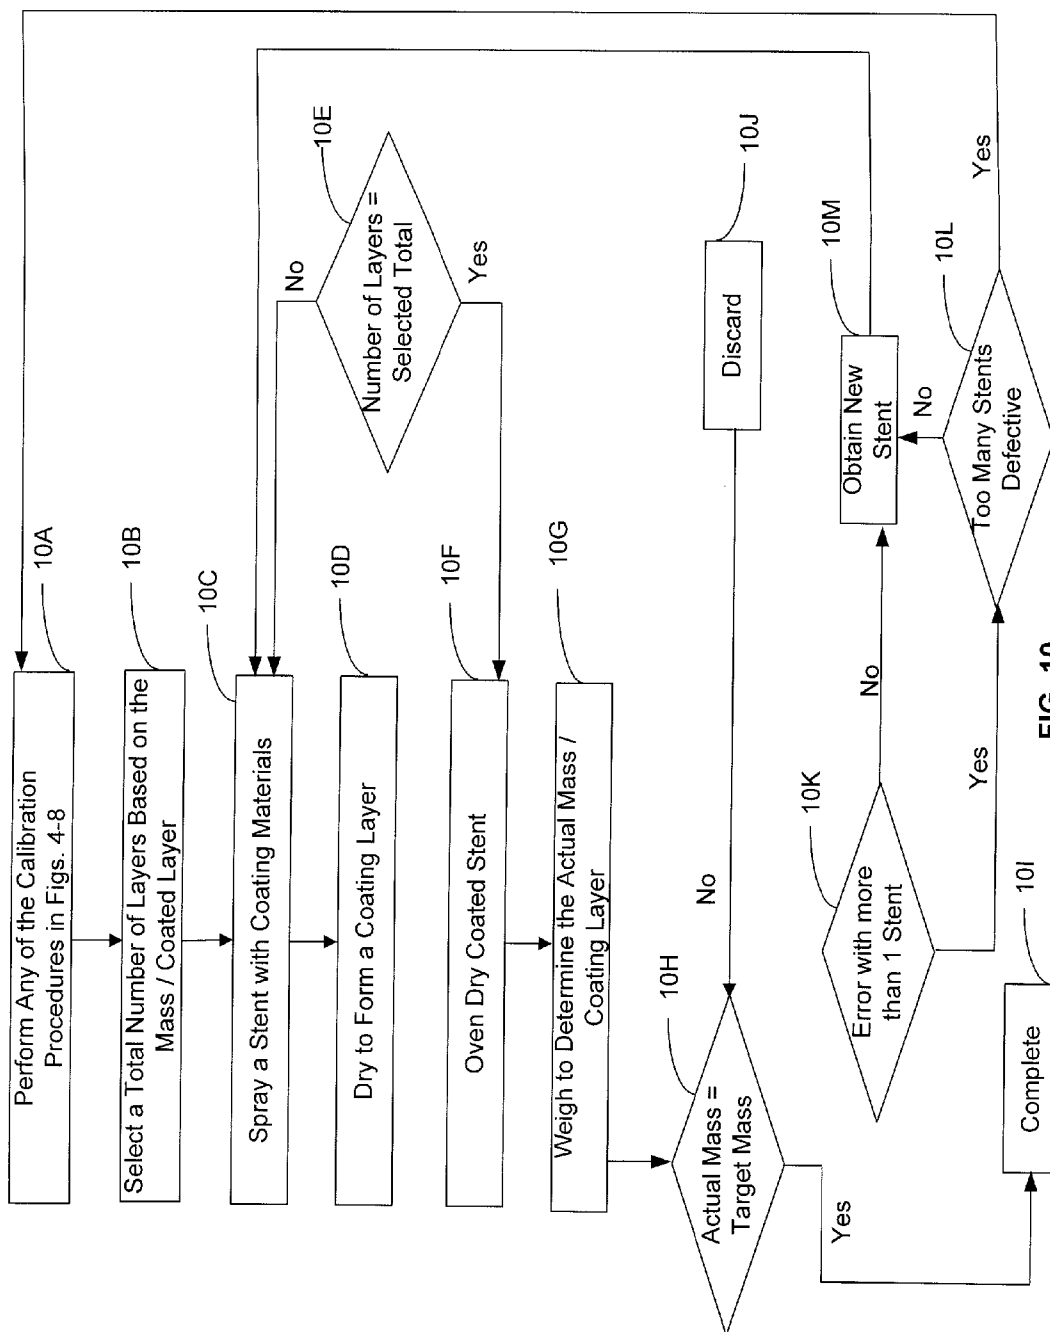 Perform Any of the Calibration
Procedures in Figs. 4-8
10A
Select a Total Number of Layers Based on the
Mass / Coated Layer
10B
Spray a Stent with Coating Materials
10C
Dry to Form a Coating Layer
10D
Number of Layers =
Selected Total
10E
No
Yes
Oven Dry Coated Stent
10F
Weigh to Determine the Actual Mass /
Coating Layer
10G
Actual Mass =
Target Mass
10H
No
Yes
Discard
10J
Complete
10I
Error with more
than 1 Stent
10K
No
Yes
Obtain New
Stent
10M
Too Many Stents
Defective
10L
No
Yes